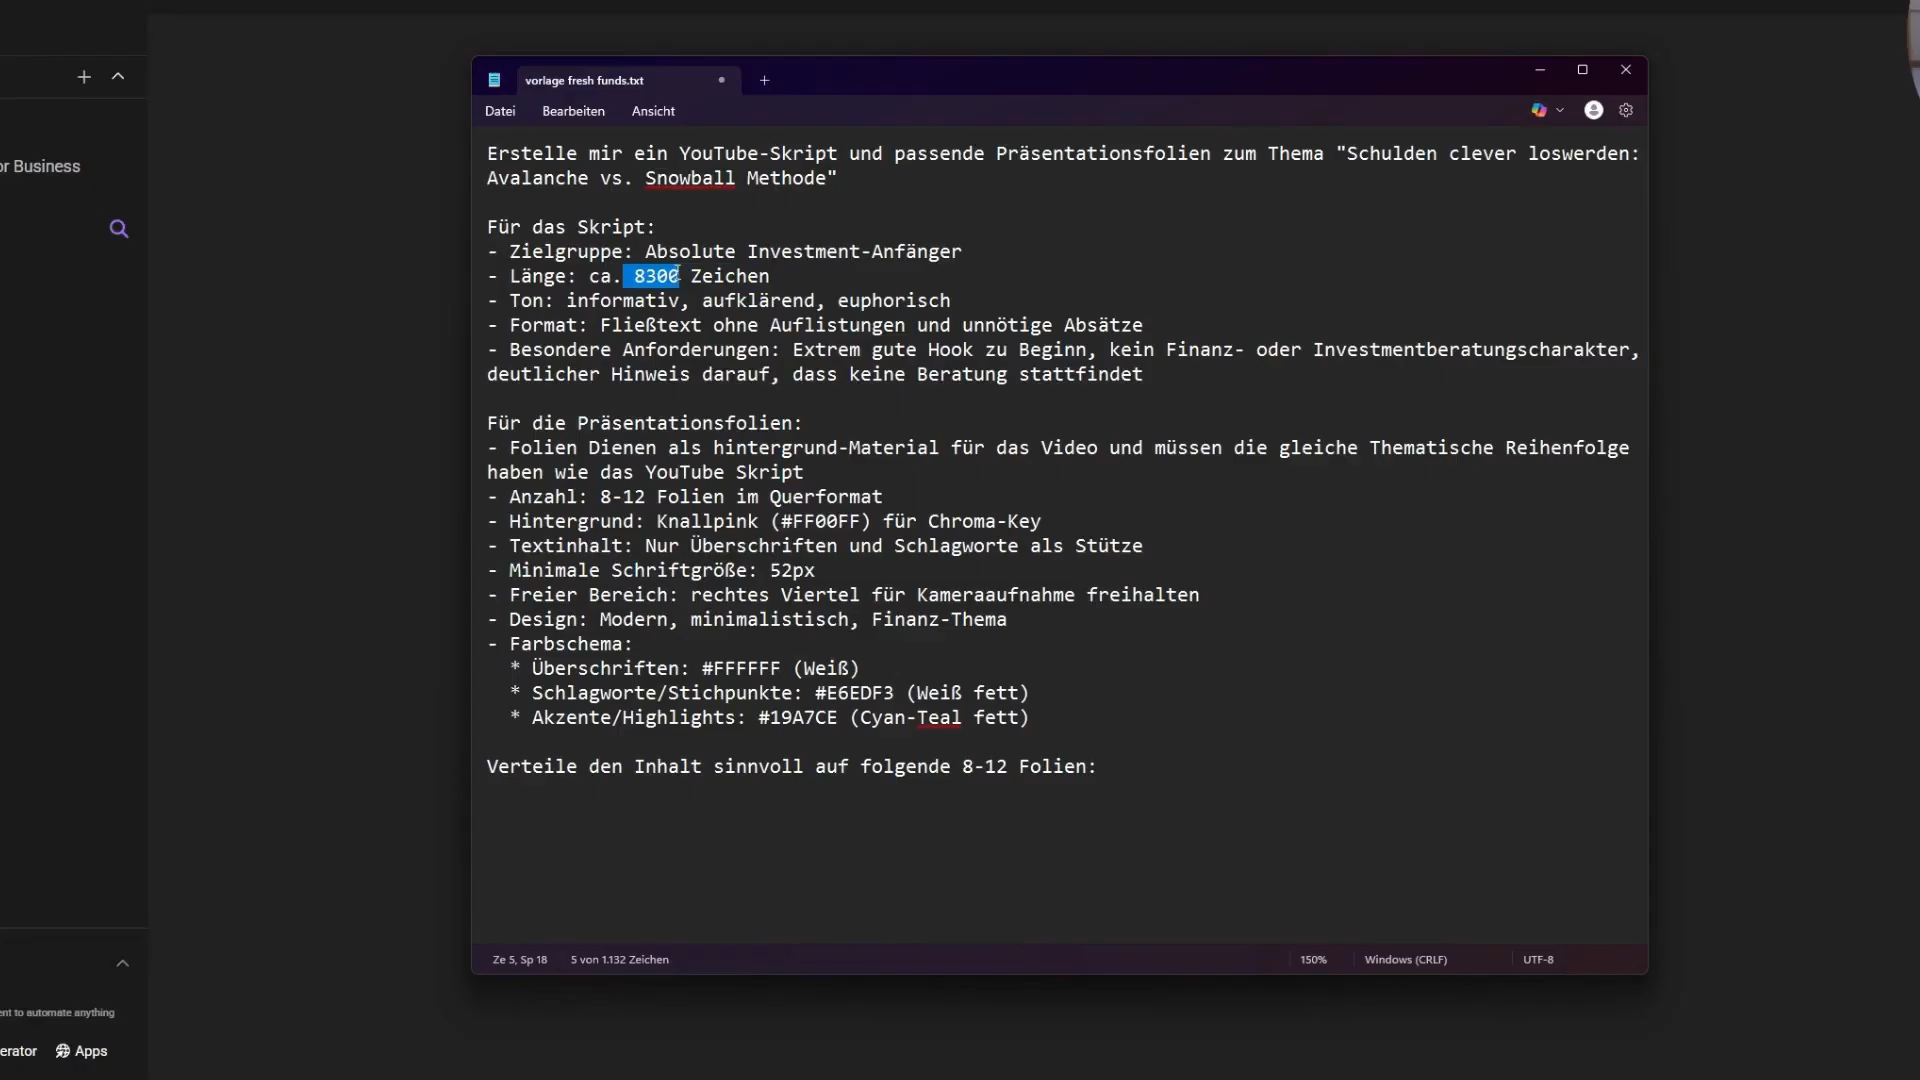 vorlage fresh funds.txt
Datei Bearbeiten Ansicht
or Business
Erstelle mir ein YouTube-Skript und passende Präsentationsfolien zum Thema "Schulden clever loswerden:
Avalanche vs. Snowball Methode"
Für das Skript:
- Zielgruppe: Absolute Investment-Anfänger
- Länge: ca. 8300 Zeichen
- Ton: informativ, aufklärend, euphorisch
- Format: Fließtext ohne Auflistungen und unnötige Absätze
- Besondere Anforderungen: Extrem gute Hook zu Beginn, kein Finanz- oder Investmentberatungscharakter,
deutlicher Hinweis darauf, dass keine Beratung stattfindet
Für die Präsentationsfolien:
- Folien Dienen als hintergrund-Material für das Video und müssen die gleiche Thematische Reihenfolge
haben wie das YouTube Skript
- Anzahl: 8-12 Folien im Querformat
- Hintergrund: Knallpink (#FF00FF) für Chroma-Key
- Textinhalt: Nur Überschriften und Schlagworte als Stütze
- Minimale Schriftgröße: 52px
- Freier Bereich: rechtes Viertel für Kameraaufnahme freihalten
- Design: Modern, minimalistisch, Finanz-Thema
- Farbschema:
* Überschriften: #FFFFFF (Weiß)
* Schlagworte/Stichpunkte: #E6EDF3 (Weiß fett)
* Akzente/Highlights: #19A7CE (Cyan-Teal fett)
Verteile den Inhalt sinnvoll auf folgende 8-12 Folien:
Ze 5, Sp 18 5 von 1.132 Zeichen 150% Windows (CRLF) UTF-8
ent to automate anything
erator Apps